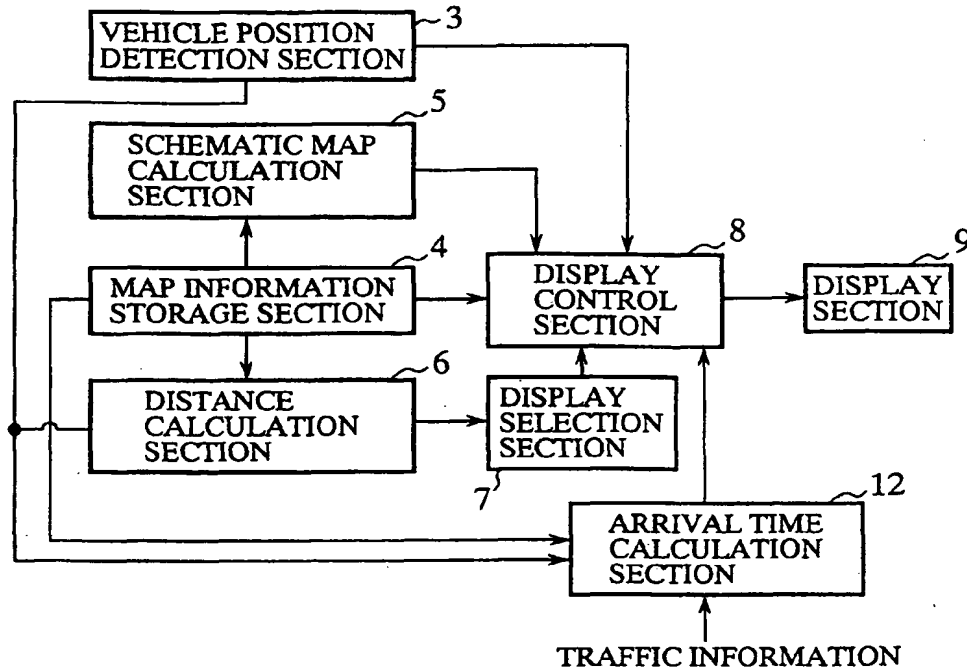 3
VEHICLE POSITION
DETECTION SECTION
5
SCHEMATIC MAP
CALCULATION
SECTION
4
MAP INFORMATION
STORAGE SECTION
8
DISPLAY
CONTROL
SECTION
9
DISPLAY
SECTION
6
DISTANCE
CALCULATION
SECTION
DISPLAY
SELECTION
SECTION
7
12
ARRIVAL TIME
CALCULATION
SECTION
TRAFFIC INFORMATION